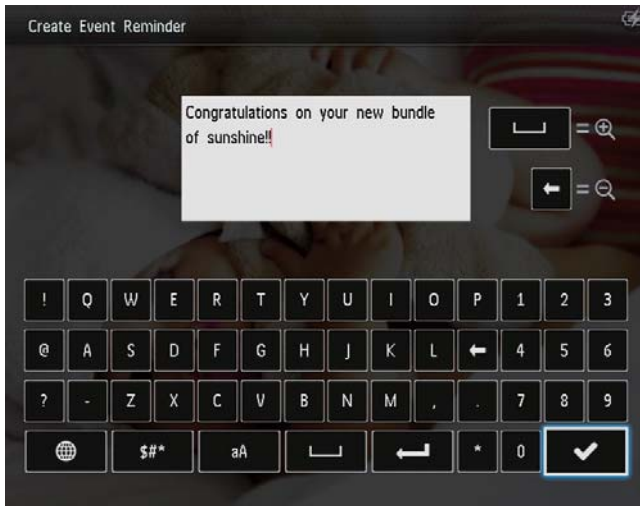 Create Event Reminder
Congratulations on your new bundle
of sunshine!!
=
=
! Q W E R T Y U I O P 1 2 3
@ A S D F G H J K L 4 5 6
? - Z X C V B N M , . 7 8 9
$#* aA * 0